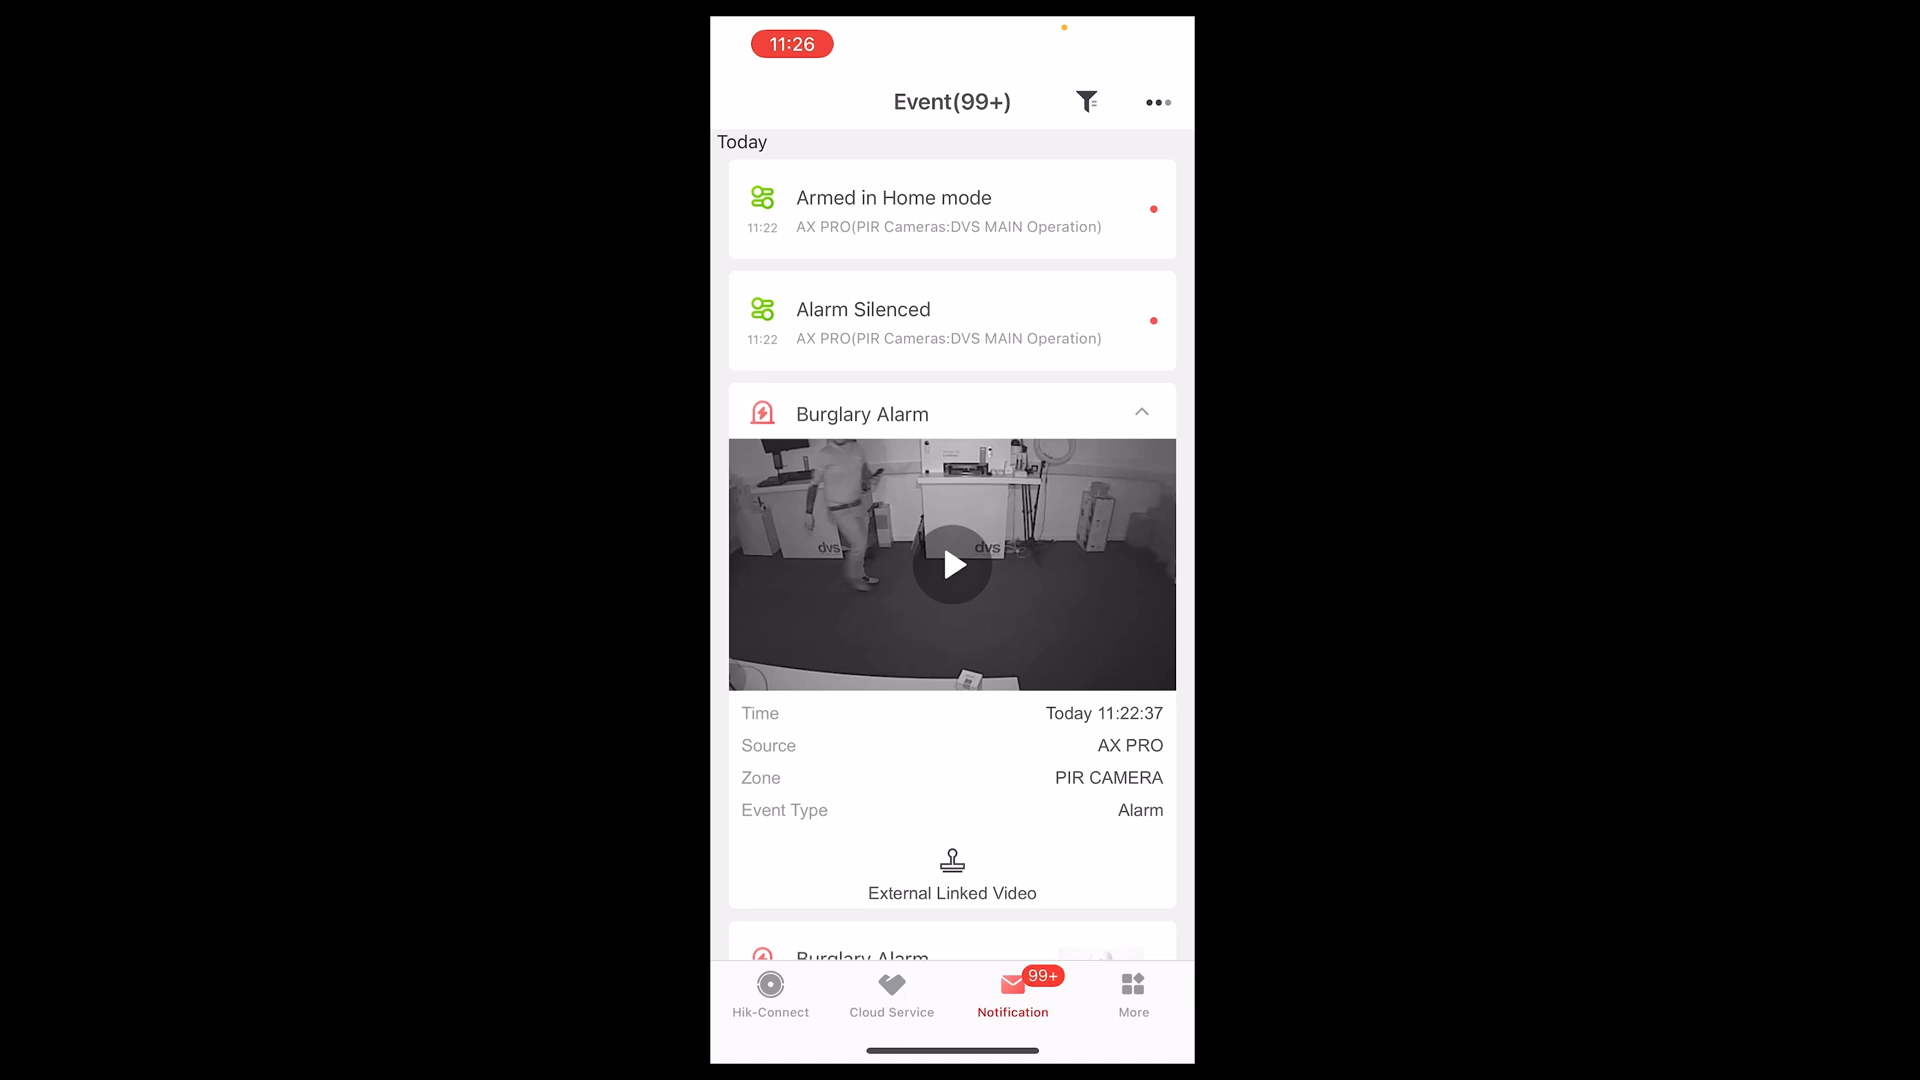 11:26
Event(99+)
Today
Armed in Home mode
11:22 AX PRO(PIR Cameras:DVS MAIN Operation)
Alarm Silenced
11:22 AX PRO(PIR Cameras:DVS MAIN Operation)
Burglary Alarm
dvs
dvs
Time Today 11:22:37
Source AX PRO
Zone PIR CAMERA
Event Type Alarm
External Linked Video
Burglary Alarm
99+
Hik-Connect Cloud Service Notification More